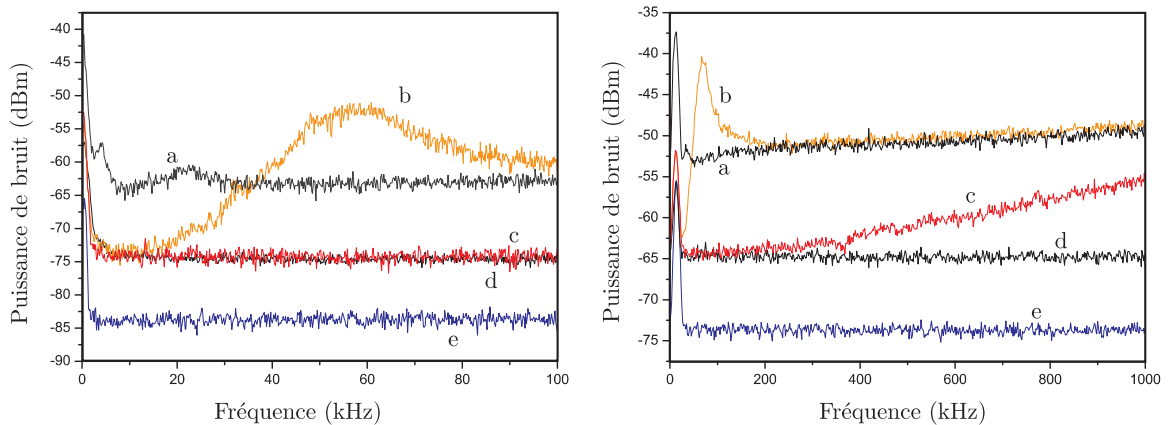 Puissance de bruit (dBm)
-40
-45
-50
-55
-60
-65
-70
-75
-80
-85
-90
a
b
c
d
e
0
20
40
60
80
100
Fréquence (kHz)
Puissance de bruit (dBm)
-35
-40
-45
-50
-55
-60
-65
-70
-75
b
a
c
d
e
0
200
400
600
800
1000
Fréquence (kHz)